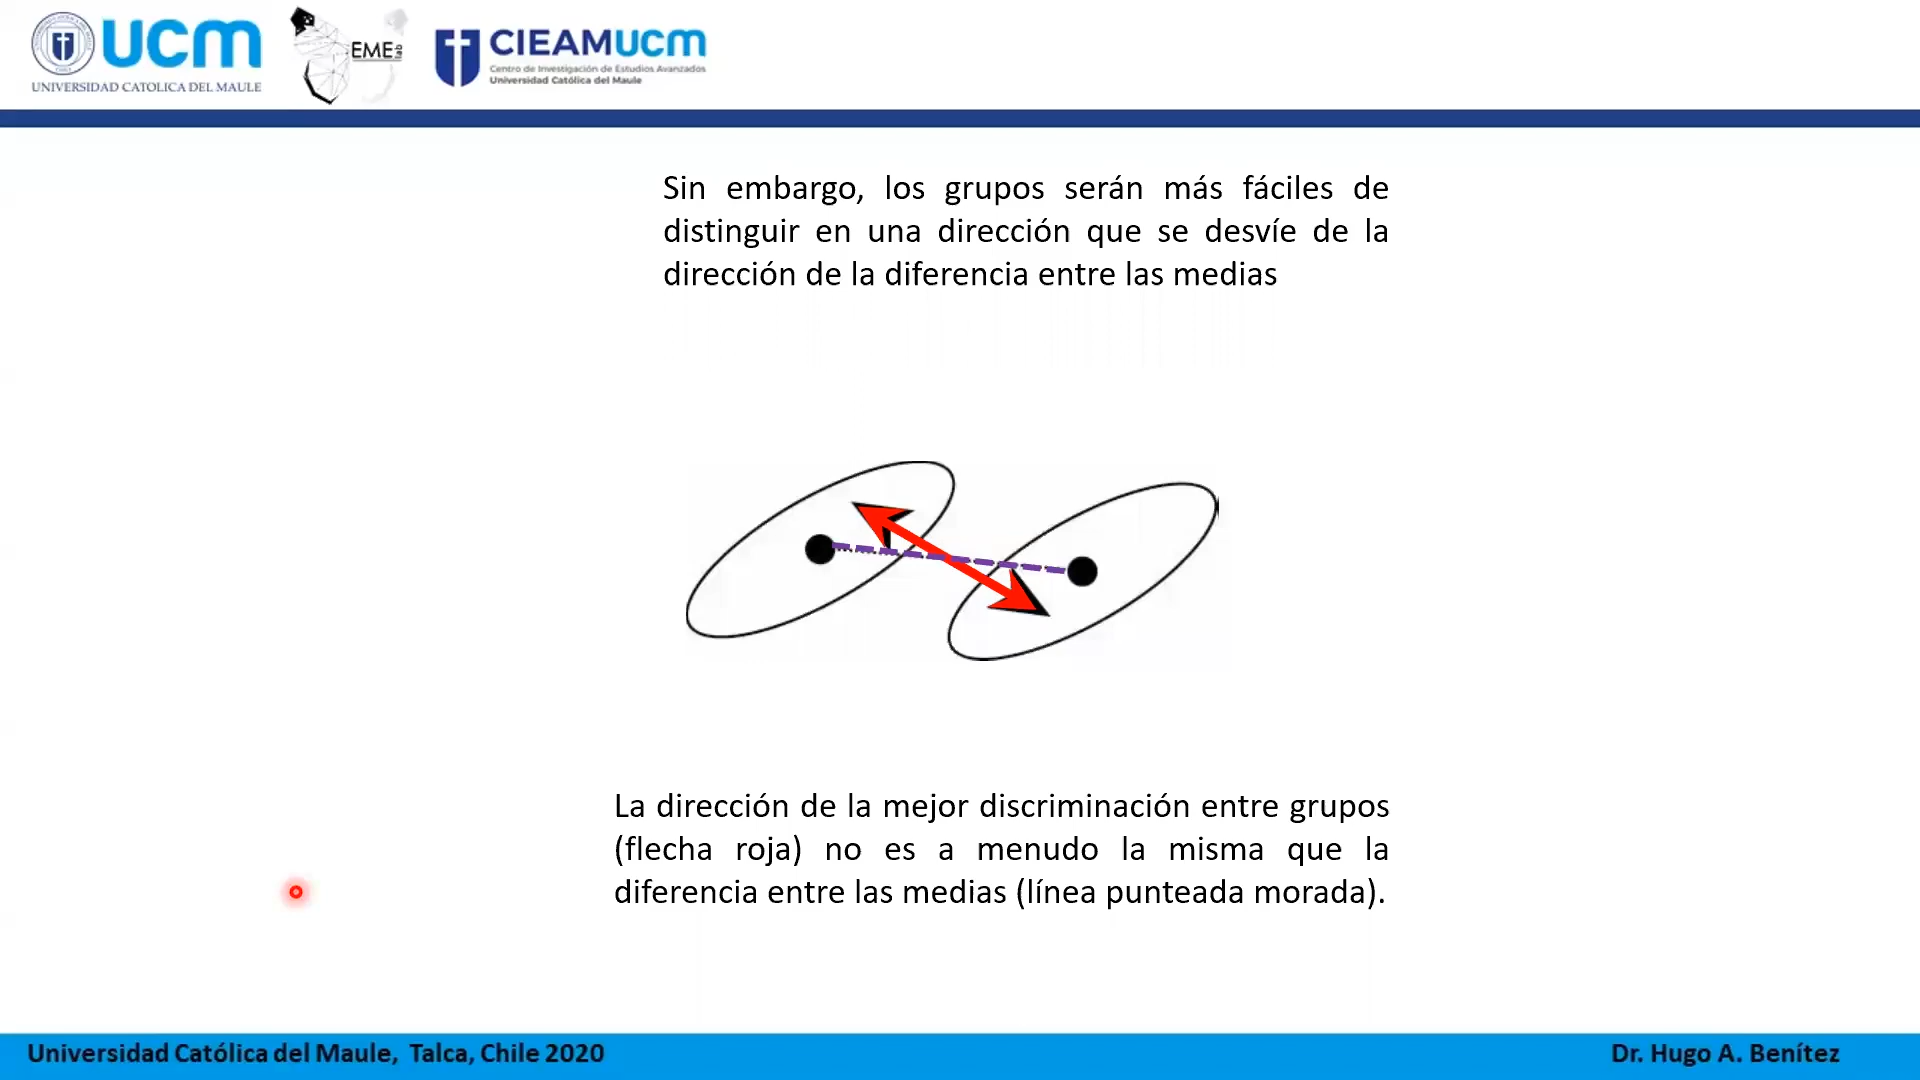 ucm
UNIVERSIDAD CATOLICA DEL MAULE
EMElab
CIEAMUCM
Centro de Investigación de Estudios Avanzados
Universidad Católica del Maule
Sin embargo, los grupos serán más fáciles de
distinguir en una dirección que se desvíe de la
dirección de la diferencia entre las medias
La dirección de la mejor discriminación entre grupos
(flecha roja) no es a menudo la misma que la
diferencia entre las medias (línea punteada morada).
Universidad Católica del Maule, Talca, Chile 2020
Dr. Hugo A. Benítez